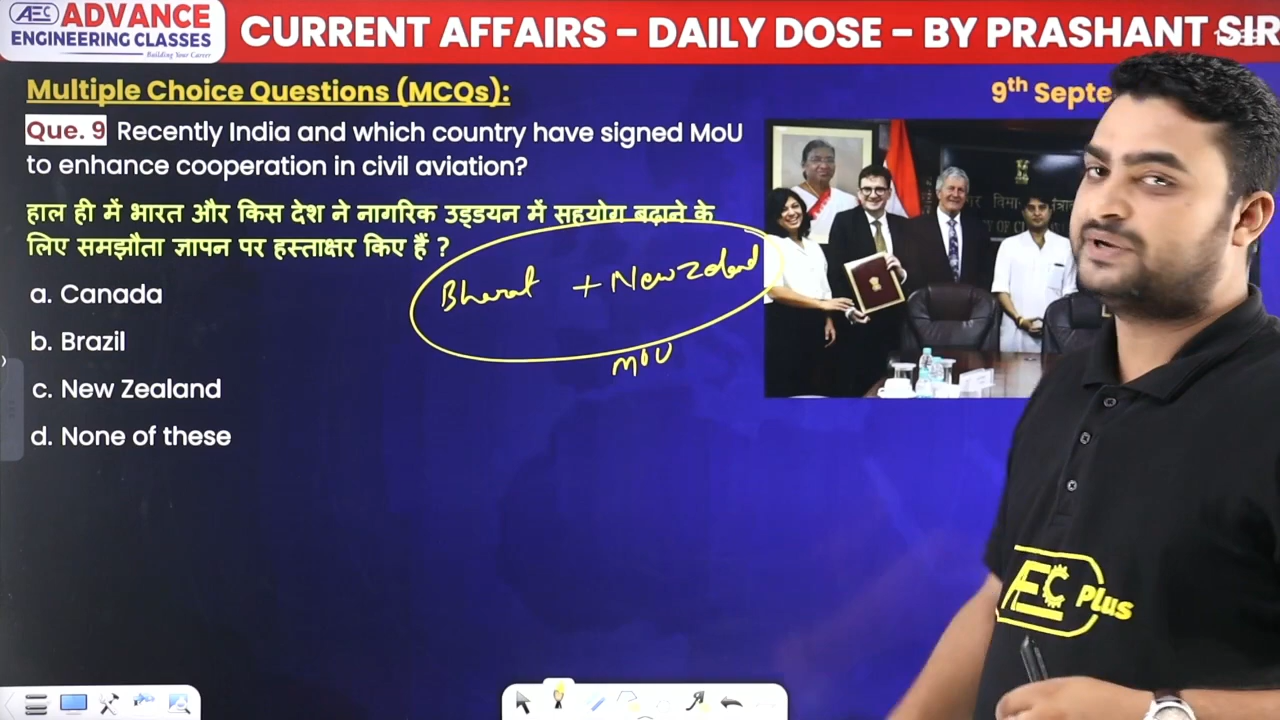 AEC ADVANCE
ENGINEERING CLASSES
Building Your Career
CURRENT AFFAIRS - DAILY DOSE - BY PRASHANT SIR
Multiple Choice Questions (MCQs):
9th Septe
Que. 9 Recently India and which country have signed MoU
to enhance cooperation in civil aviation?
हाल ही में भारत और किस देश ने नागरिक उड्डयन में सहयोग बढ़ाने के
लिए समझौता ज्ञापन पर हस्ताक्षर किए हैं ?
Bharat + New Zeland
MOU
a. Canada
b. Brazil
c. New Zealand
d. None of these
AEC Plus